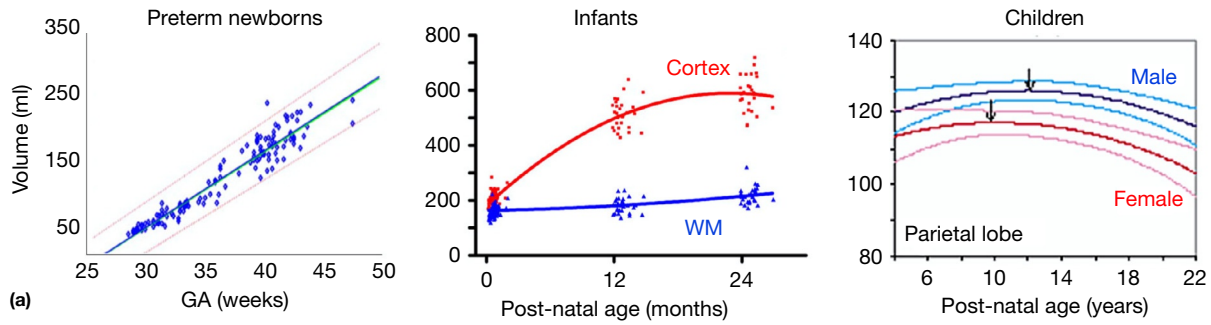 Preterm newborns
350
250
150
50
Volume (ml)
25 30 35 40 45 50
GA (weeks)
(a)
Infants
800
600
400
200
0
Cortex
WM
0 12 24
Post-natal age (months)
Children
140
120
100
80
Male
Female
Parietal lobe
6 10 14 18 22
Post-natal age (years)